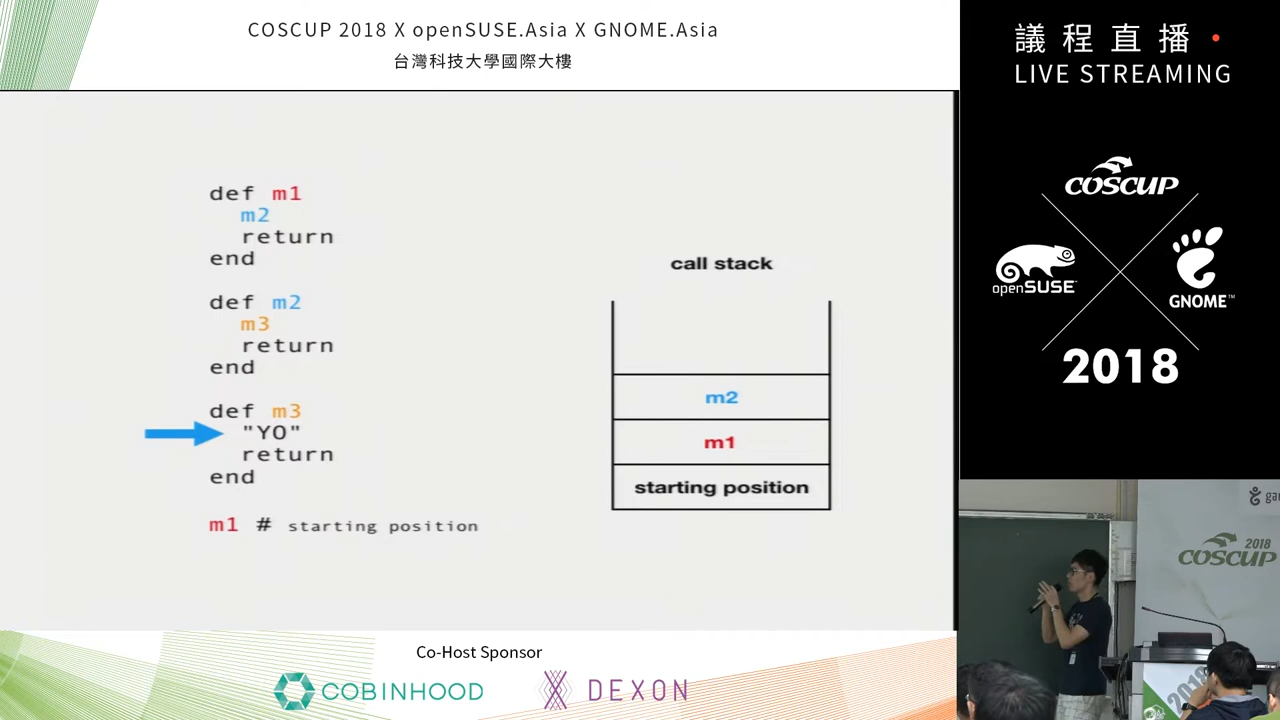 COSCUP 2018 X openSUSE.Asia X GNOME.Asia
台灣科技大學國際大樓
def m1
m2
return
end
def m2
m3
return
end
def m3
"YO"
return
end
m1 # starting position
call stack
m2
m1
starting position
Co-Host Sponsor
COBINHOOD
DEXON
議程直播
LIVE STREAMING
COSCUP
openSUSE
GNOME™
2018
2018
COSCUP
2018